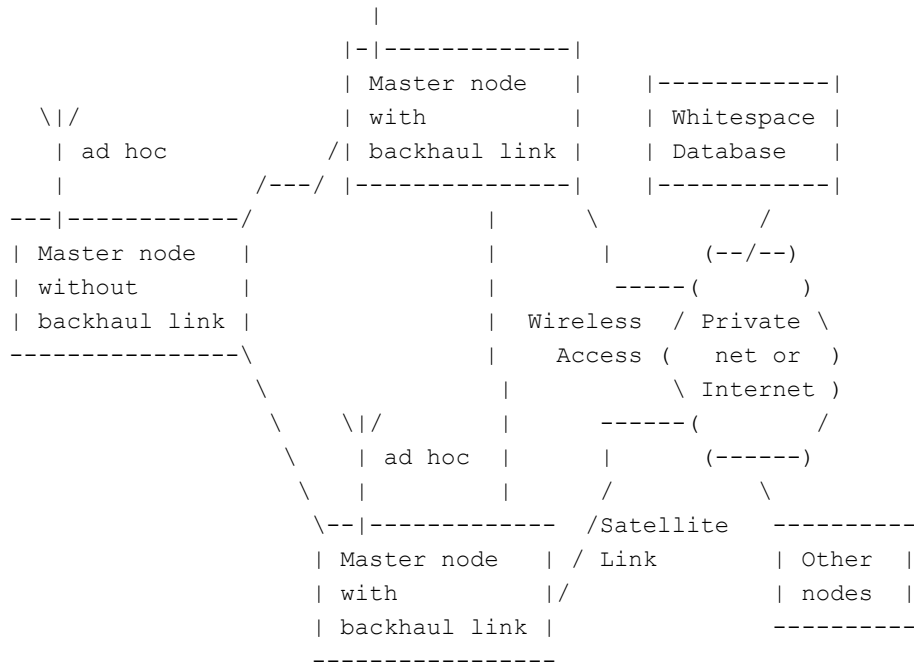 Master node
with
backhaul link
Whitespace
Database
ad hoc
Master node
without
backhaul link
Wireless
Access
Private
net or
Internet
ad hoc
Satellite
Link
Master node
with
backhaul link
Other
nodes